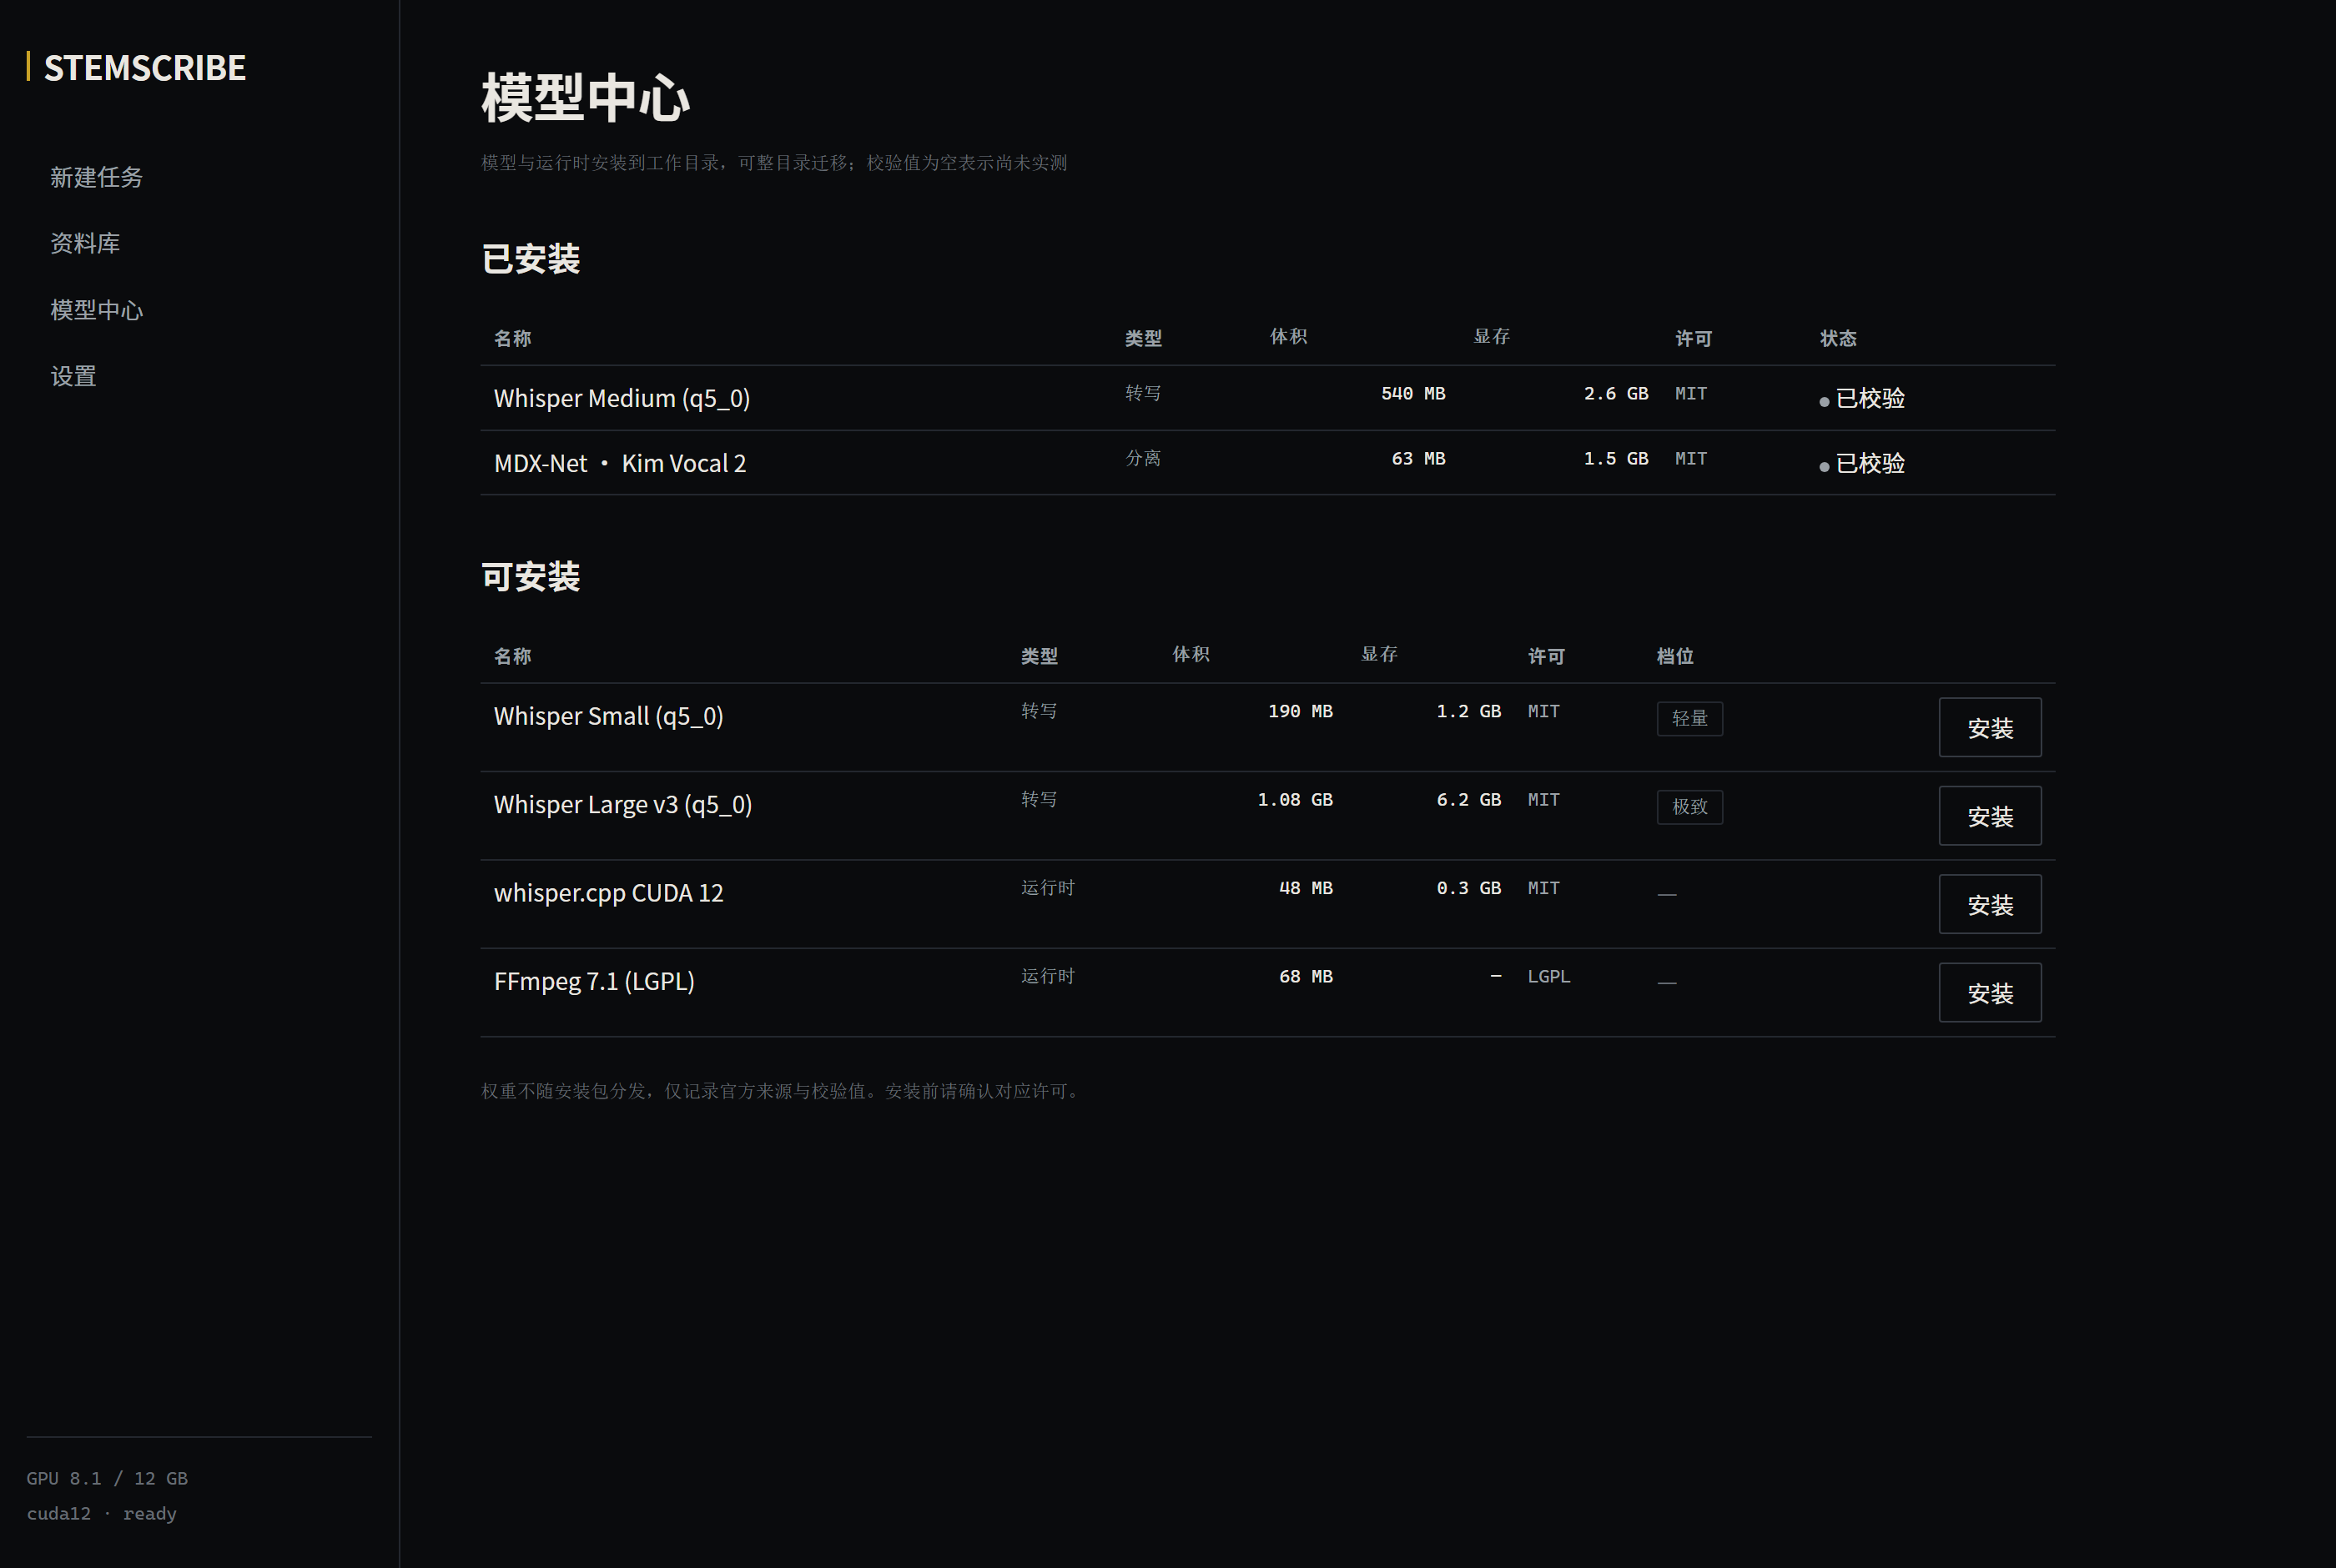 STEMSCRIBE
新建任务
资料库
模型中心
设置
GPU 8.1 / 12 GB
cuda12 · ready
模型中心
模型与运行时安装到工作目录，可整目录迁移；校验值为空表示尚未实测
已安装
名称 类型 体积 显存 许可 状态
Whisper Medium (q5_0) 转写 540 MB 2.6 GB MIT 已校验
MDX-Net · Kim Vocal 2 分离 63 MB 1.5 GB MIT 已校验
可安装
名称 类型 体积 显存 许可 档位
Whisper Small (q5_0) 转写 190 MB 1.2 GB MIT 轻量 安装
Whisper Large v3 (q5_0) 转写 1.08 GB 6.2 GB MIT 极致 安装
whisper.cpp CUDA 12 运行时 48 MB 0.3 GB MIT — 安装
FFmpeg 7.1 (LGPL) 运行时 68 MB — LGPL — 安装
权重不随安装包分发，仅记录官方来源与校验值。安装前请确认对应许可。